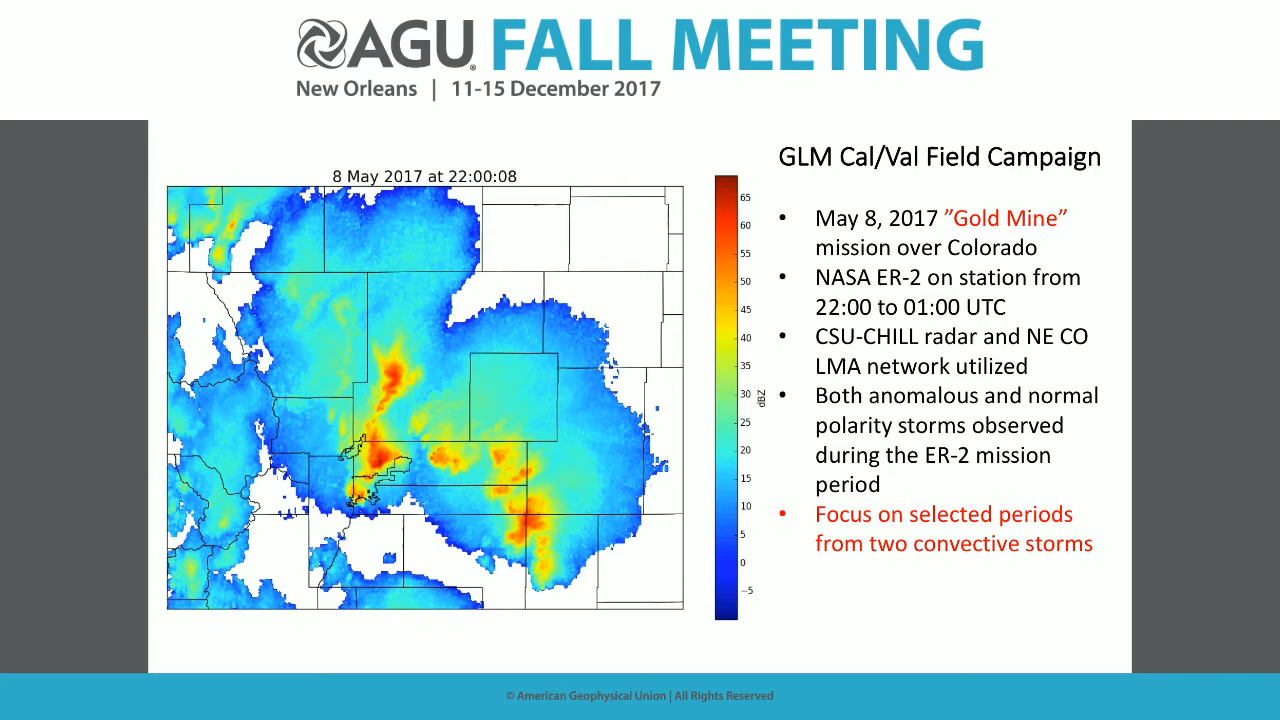 AGU FALL MEETING
New Orleans | 11-15 December 2017
GLM Cal/Val Field Campaign
8 May 2017 at 22:00:08
65
60
55
50
45
40
35
30
25
20
15
10
5
0
−5
dBZ
• May 8, 2017 ”Gold Mine”
mission over Colorado
• NASA ER-2 on station from
22:00 to 01:00 UTC
• CSU-CHILL radar and NE CO
LMA network utilized
• Both anomalous and normal
polarity storms observed
during the ER-2 mission
period
• Focus on selected periods
from two convective storms
© American Geophysical Union | All Rights Reserved